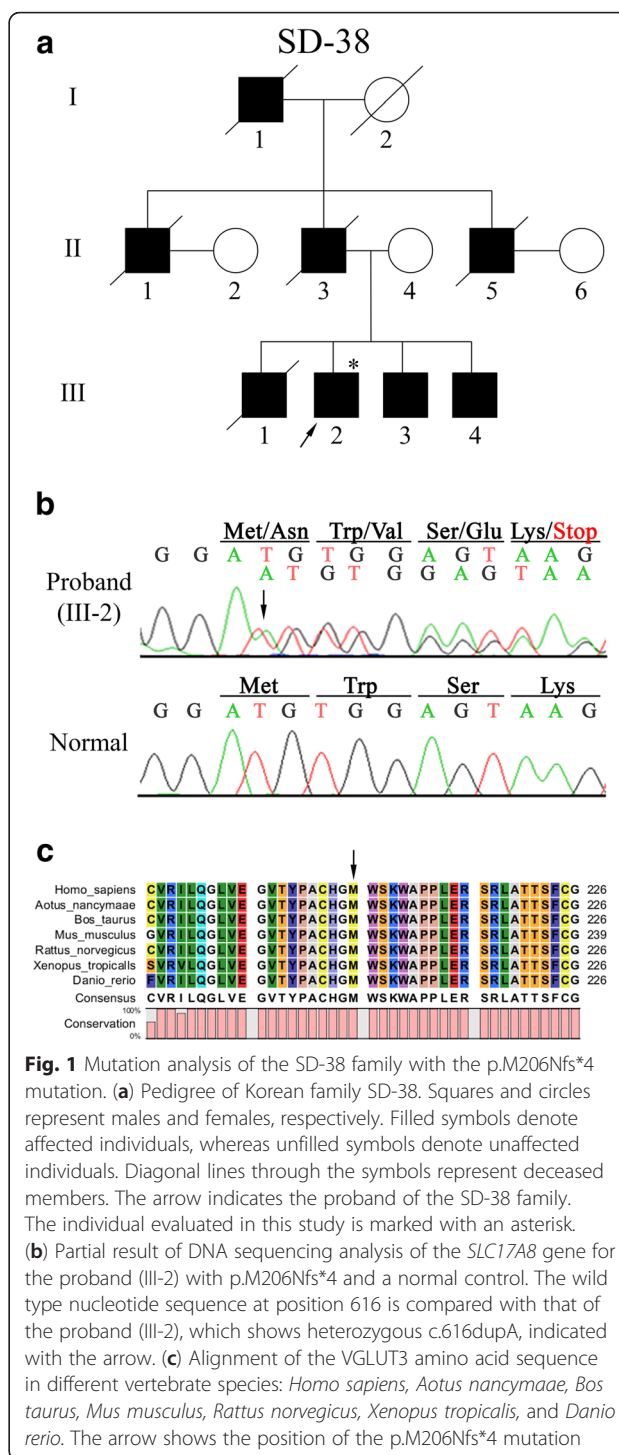 a
SD-38
I
1
2
II
1
2
3
4
5
6
III
*
1
2
3
4
b
Met/Asn Trp/Val Ser/Glu Lys/Stop
G G A T G T G G A G T A A G
A T G T G G A G T A A
Proband
(III-2)
Met Trp Ser Lys
G G A T G T G G A G T A A G
Normal
c
Homo_sapiens CVRILQGLVE GVTYPACHGM WSKWAPPLER SRLATTSFCG 226
Aotus_nancymaae CVRILQGLVE GVTYPACHGM WSKWAPPLER SRLATTSFCG 226
Bos_taurus CVRILQGLVE GVTYPACHGM WSKWAPPLER SRLATTSFCG 226
Mus_musculus GVRILQGLVE GVTYPACHGM WSKWAPPLER SRLATTSFCG 239
Rattus_norvegicus CVRILQGLVE GVTYPACHGM WSKWAPPLER SRLATTSFCG 226
Xenopus_tropicalls SVRVLQGLVE GVTYPACHGM WSKWAPPLER SRLATTSFCG 226
Danio_rerio FVRILQGLVE GVTYPACHGM WSKWAPPLER SRLATTSFCG 226
Consensus CVRILQGLVE GVTYPACHGM WSKWAPPLER SRLATTSFCG
100%
Conservation
0%
Fig. 1 Mutation analysis of the SD-38 family with the p.M206Nfs*4
mutation. (a) Pedigree of Korean family SD-38. Squares and circles
represent males and females, respectively. Filled symbols denote
affected individuals, whereas unfilled symbols denote unaffected
individuals. Diagonal lines through the symbols represent deceased
members. The arrow indicates the proband of the SD-38 family.
The individual evaluated in this study is marked with an asterisk.
(b) Partial result of DNA sequencing analysis of the SLC17A8 gene for
the proband (III-2) with p.M206Nfs*4 and a normal control. The wild
type nucleotide sequence at position 616 is compared with that of
the proband (III-2), which shows heterozygous c.616dupA, indicated
with the arrow. (c) Alignment of the VGLUT3 amino acid sequence
in different vertebrate species: Homo sapiens, Aotus nancymaae, Bos
taurus, Mus musculus, Rattus norvegicus, Xenopus tropicalis, and Danio
rerio. The arrow shows the position of the p.M206Nfs*4 mutation